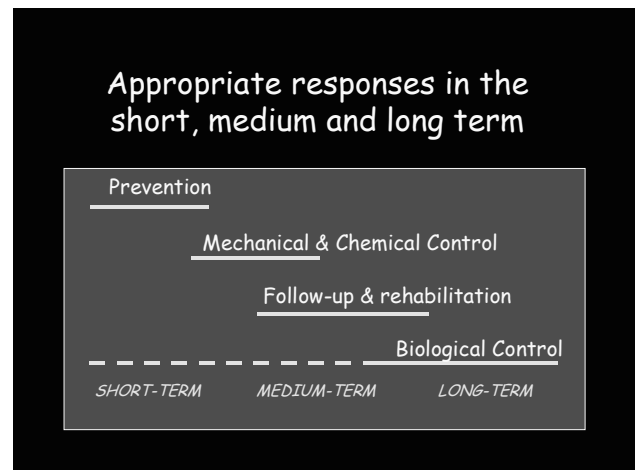 Appropriate responses in the
short, medium and long term
Prevention
Mechanical & Chemical Control
Follow-up & rehabilitation
Biological Control
SHORT-TERM MEDIUM-TERM LONG-TERM